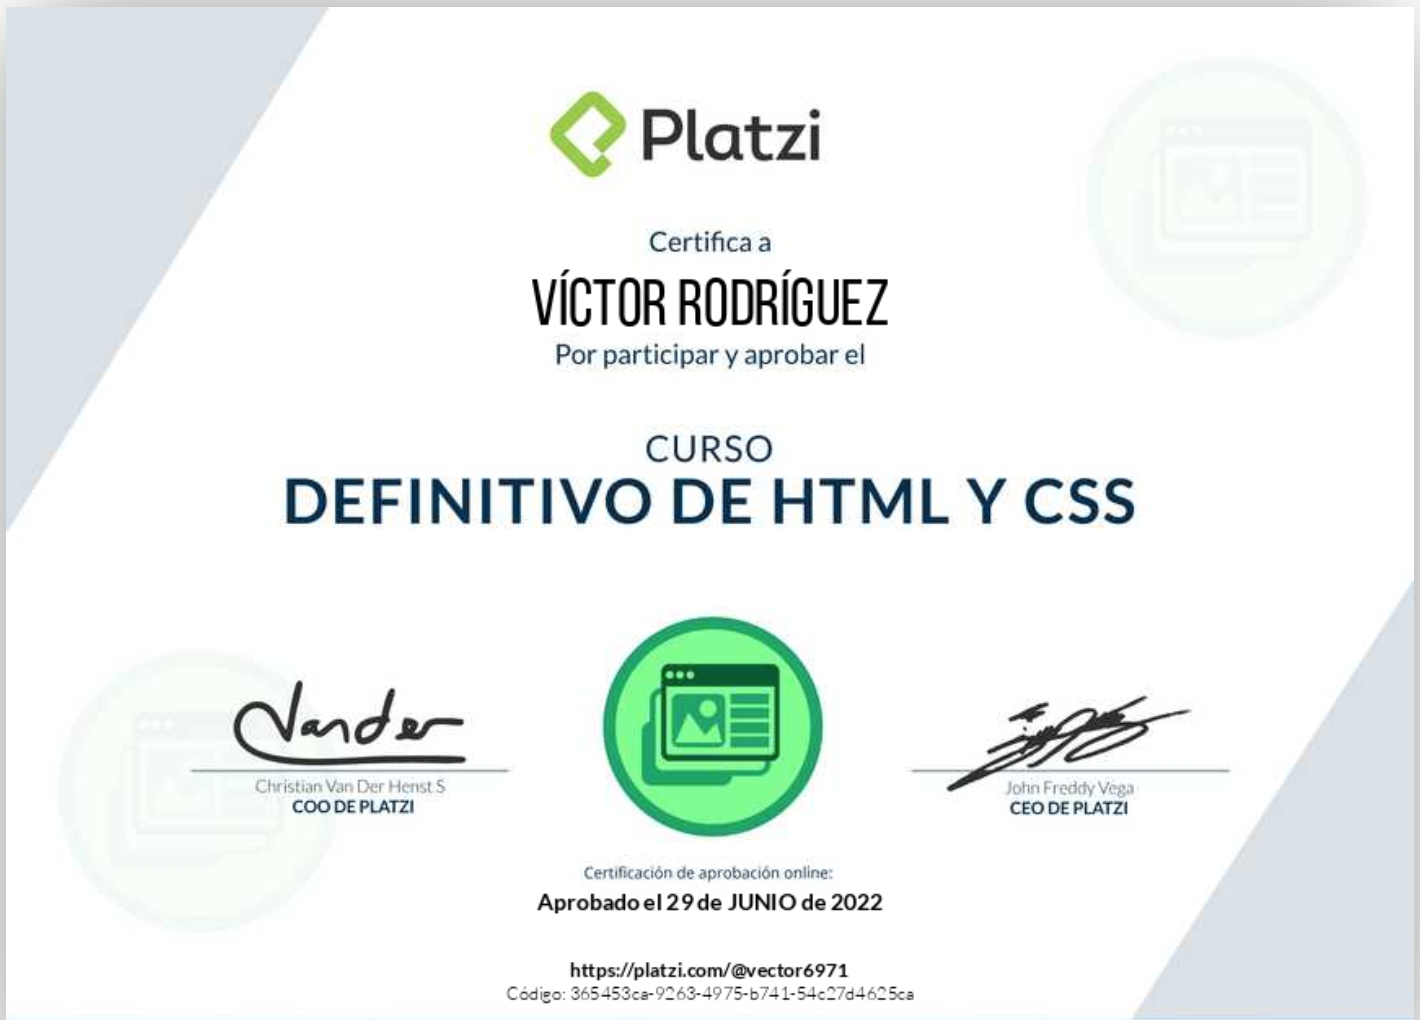 Platzi
Certifica a
VÍCTOR RODRÍGUEZ
Por participar y aprobar el
CURSO
DEFINITIVO DE HTML Y CSS
Vander
Christian Van Der Henst S
COO DE PLATZI
John Freddy Vega
CEO DE PLATZI
Certificación de aprobación online:
Aprobado el 29 de JUNIO de 2022
https://platzi.com/@vector6971
Código: 365453ca-9263-4975-b741-54c27d4625ca